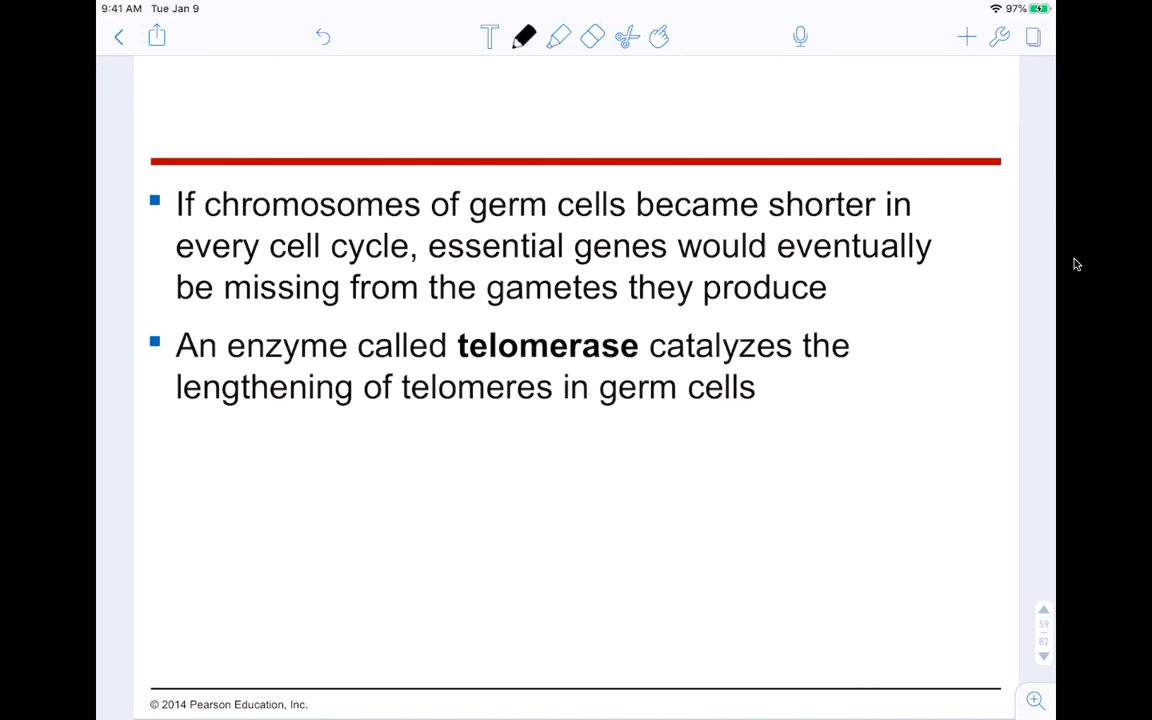 9:41 AM Tue Jan 9 97%
T
If chromosomes of germ cells became shorter in
every cell cycle, essential genes would eventually
be missing from the gametes they produce
An enzyme called telomerase catalyzes the
lengthening of telomeres in germ cells
59
82
© 2014 Pearson Education, Inc.